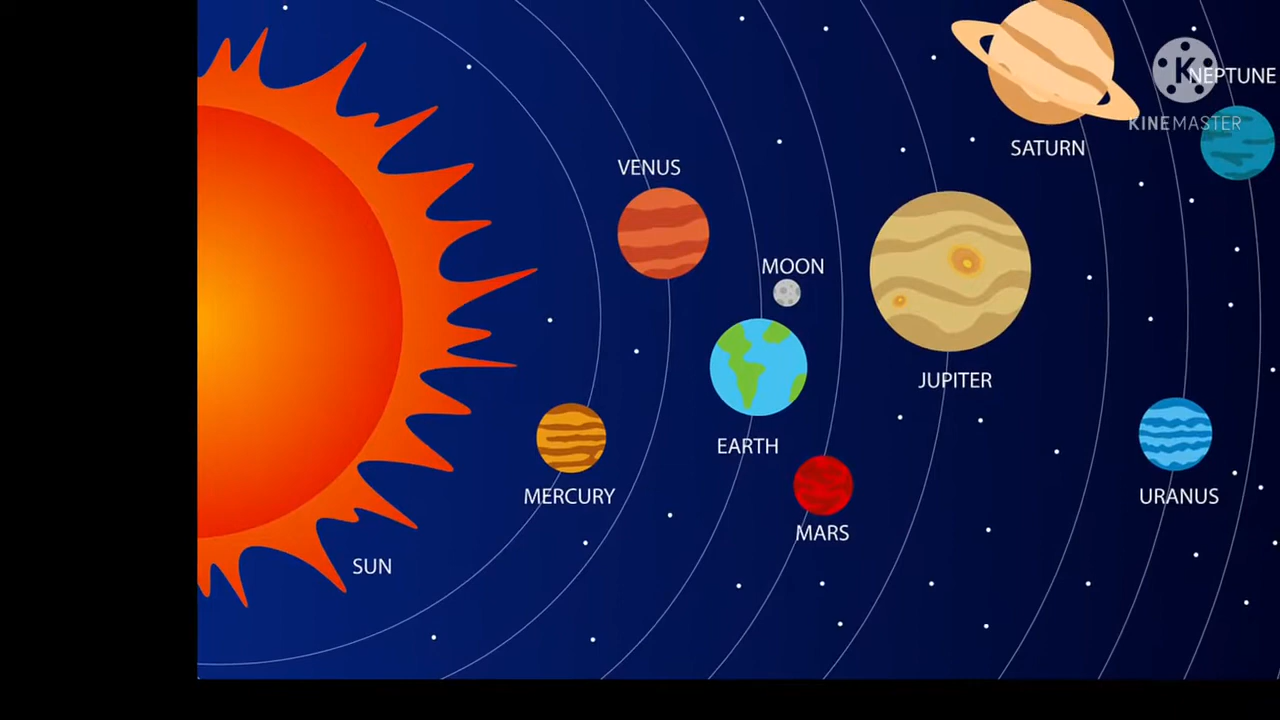 NEPTUNE
K
KINEMASTER
SATURN
VENUS
MOON
JUPITER
EARTH
MERCURY
URANUS
MARS
SUN